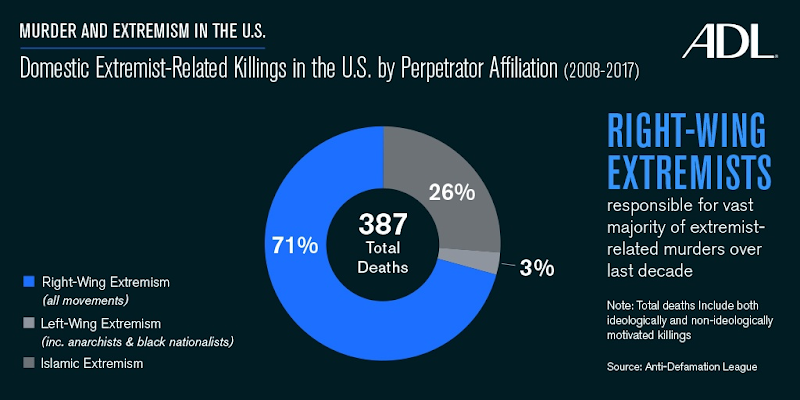 MURDER AND EXTREMISM IN THE U.S.
ADL
Domestic Extremist-Related Killings in the U.S. by Perpetrator Affiliation (2008-2017)
26%
71%
387
Total
Deaths
3%
Right-Wing Extremism
(all movements)
Left-Wing Extremism
(inc. anarchists & black nationalists)
Islamic Extremism
RIGHT-WING
EXTREMISTS
responsible for vast
majority of extremist-
related murders over
last decade
Note: Total deaths Include both
ideologically and non-ideologically
motivated killings
Source: Anti-Defamation League